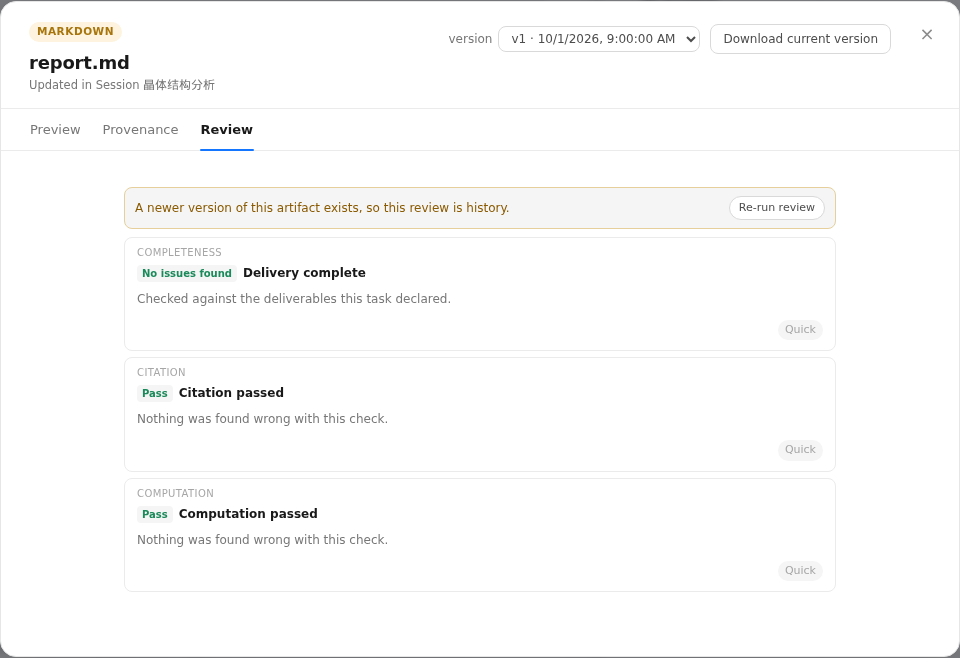 MARKDOWN
report.md
Updated in Session 晶体结构分析
version v1 · 10/1/2026, 9:00:00 AM Download current version ×
Preview Provenance Review
A newer version of this artifact exists, so this review is history. Re-run review
COMPLETENESS
No issues found Delivery complete
Checked against the deliverables this task declared.
Quick
CITATION
Pass Citation passed
Nothing was found wrong with this check.
Quick
COMPUTATION
Pass Computation passed
Nothing was found wrong with this check.
Quick